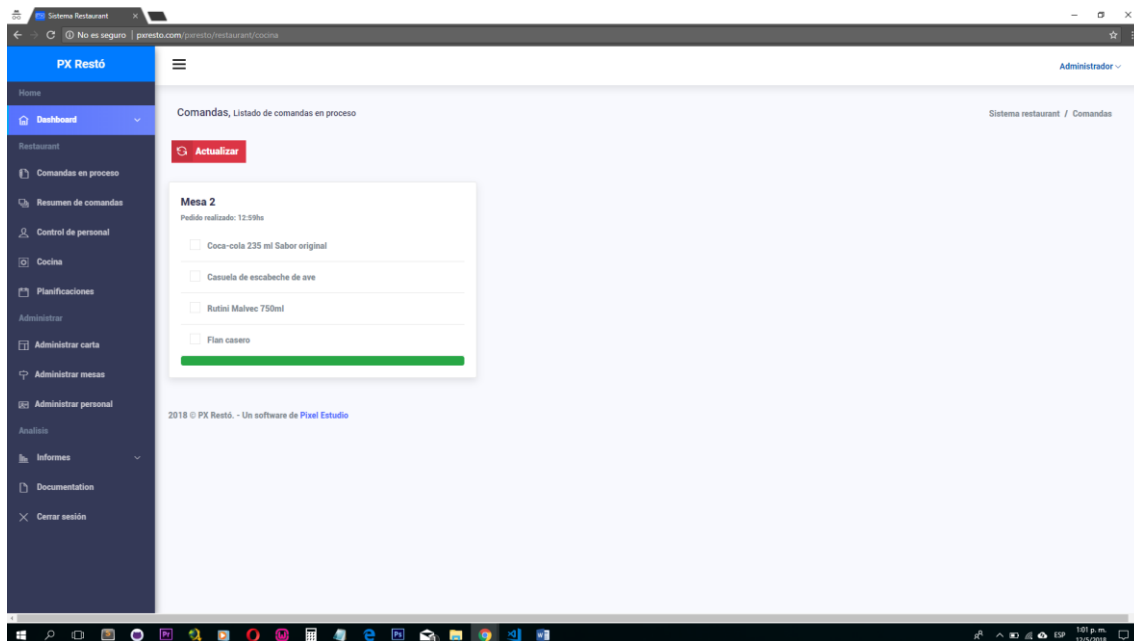 Sistema Restaurant
No es seguro | pxresto.com/pxresto/restaurant/cocina
PX Restó
Administrador
Home
Dashboard
Restaurant
Comandas en proceso
Resumen de comandas
Control de personal
Cocina
Planificaciones
Administrar
Administrar carta
Administrar mesas
Administrar personal
Analisis
Informes
Documentation
Cerrar sesión
Comandas, Listado de comandas en proceso
Sistema restaurant / Comandas
Actualizar
Mesa 2
Pedido realizado: 12:59hs
Coca-cola 235 ml Sabor original
Casuela de escabeche de ave
Rutini Malvec 750ml
Flan casero
2018 © PX Restó. - Un software de Pixel Estudio
ESP
1:01 p. m.
12/5/2018